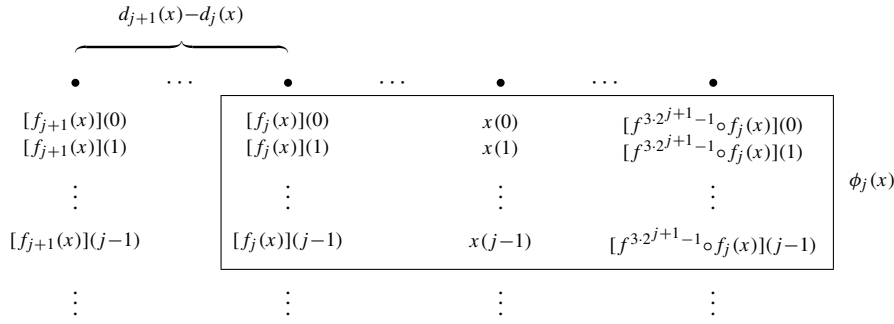 d_{j+1}(x)−d_j(x)
• ⋯ • ⋯ • ⋯ •
[f_{j+1}(x)](0) [f_j(x)](0) x(0) [f^{3·2^{j+1}−1}∘f_j(x)](0)
[f_{j+1}(x)](1) [f_j(x)](1) x(1) [f^{3·2^{j+1}−1}∘f_j(x)](1)
⋮ ⋮ ⋮ ⋮ ϕ_j(x)
[f_{j+1}(x)](j−1) [f_j(x)](j−1) x(j−1) [f^{3·2^{j+1}−1}∘f_j(x)](j−1)
⋮ ⋮ ⋮ ⋮